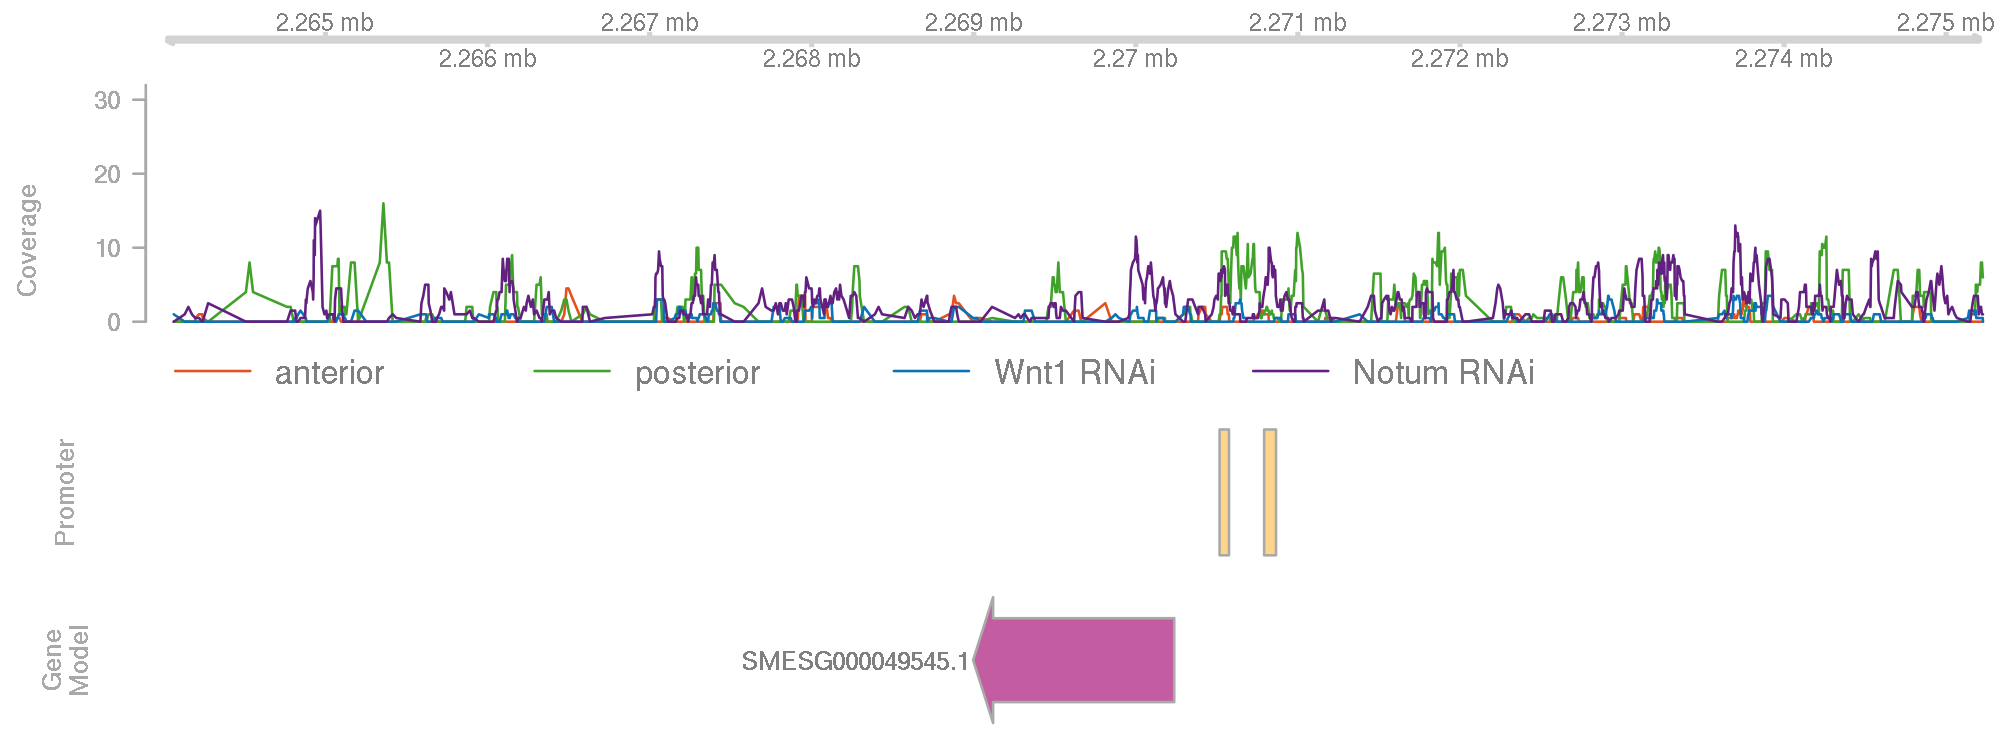 2.265 mb 2.267 mb 2.269 mb 2.271 mb 2.273 mb 2.275 mb
2.266 mb 2.268 mb 2.27 mb 2.272 mb 2.274 mb
30
20
10
0
Coverage
anterior posterior Wnt1 RNAi Notum RNAi
Promoter
Gene
Model
SMESG000049545.1